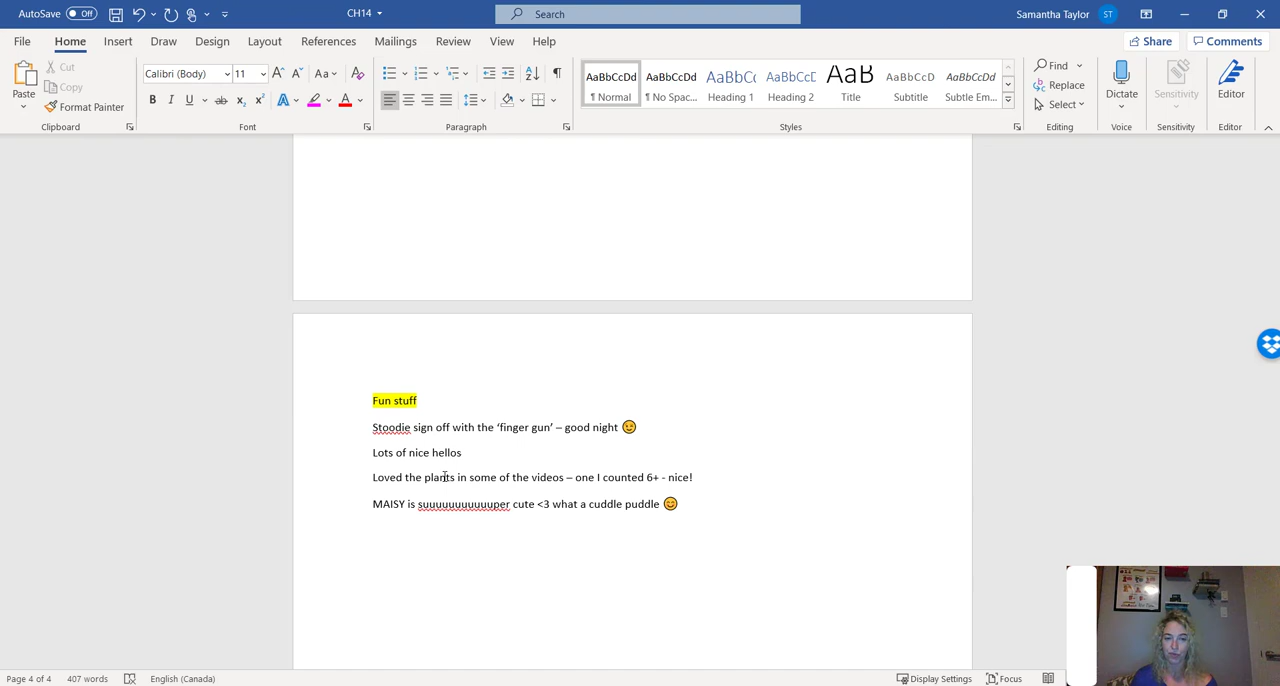 AutoSave Off CH14 Search Samantha Taylor ST
File Home Insert Draw Design Layout References Mailings Review View Help Share Comments
Paste Cut Copy Format Painter Clipboard
Calibri (Body) 11 Font
Paragraph
AaBbCcDd AaBbCcDd AaBbCc AaBbCcE AaB AaBbCcD AaBbCcDd
¶ Normal ¶ No Spac... Heading 1 Heading 2 Title Subtitle Subtle Em...
Styles
Find Replace Select Editing
Dictate Voice
Sensitivity Sensitivity
Editor Editor
Fun stuff
Stoodie sign off with the ‘finger gun’ – good night 😉
Lots of nice hellos
Loved the plants in some of the videos – one I counted 6+ - nice!
MAISY is suuuuuuuuuuuper cute <3 what a cuddle puddle 😊
Page 4 of 4 407 words English (Canada) Display Settings Focus